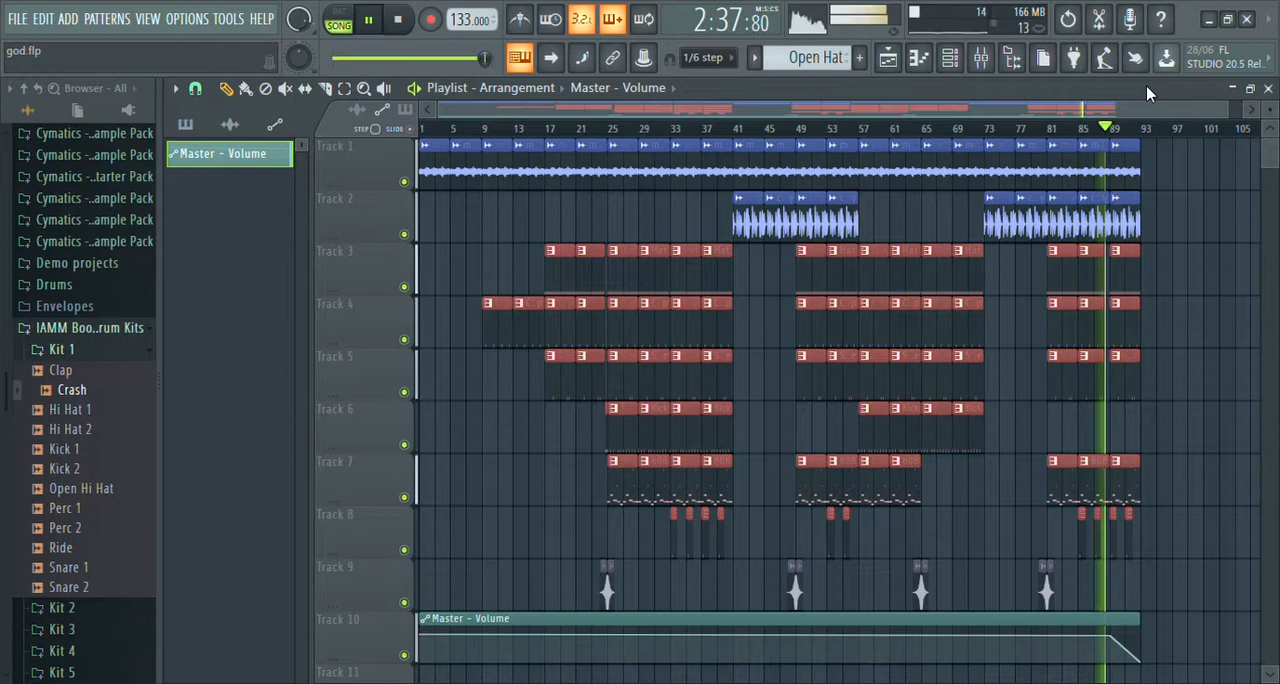 FILE EDIT ADD PATTERNS VIEW OPTIONS TOOLS HELP
PAT
SONG
133.000
3.2
M:S:CS
2:37:80
14
166 MB
13
god.flp
1/6 step
Open Hat
28/06 FL
STUDIO 20.5 Rel..
Browser - All
Playlist - Arrangement
Master - Volume
STEP
SLIDE
1 5 9 13 17 21 25 29 33 37 41 45 49 53 57 61 65 69 73 77 81 85 89 93 97 101 105
Cymatics -..ample Pack
Cymatics -..ample Pack
Cymatics -..tarter Pack
Cymatics -..ample Pack
Cymatics -..ample Pack
Cymatics -..ample Pack
Demo projects
Drums
Envelopes
IAMM Boo..rum Kits
Kit 1
Clap
Crash
Hi Hat 1
Hi Hat 2
Kick 1
Kick 2
Open Hi Hat
Perc 1
Perc 2
Ride
Snare 1
Snare 2
Kit 2
Kit 3
Kit 4
Kit 5
Master - Volume
Track 1
Track 2
Track 3
Track 4
Track 5
Track 6
Track 7
Track 8
Track 9
Track 10
Master - Volume
Track 11